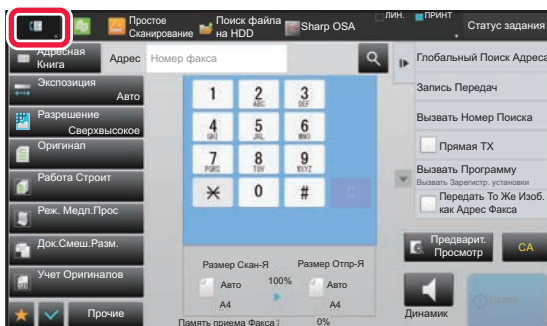 ЛИН. ПРИНТ
Простое
Сканирование
Поиск файла
на HDD
Sharp OSA
Статус задания
Адресная
Книга
Адрес
Номер факса
Глобальный Поиск Адреса
Экспозиция
Авто
Запись Передач
Разрешение
Сверхвысокое
Вызвать Номер Поиска
Оригинал
Прямая TX
Работа Строит
Вызвать Программу
Вызвать Зарегистр. установки
Реж. Медл.Прос
Передать То Же Изоб.
как Адрес Факса
Док.Смеш.Разм.
Предварит.
Просмотр
CA
Учет Оригиналов
Прочие
1
2
ABC
3
DEF
4
GHI
5
JKL
6
MNO
7
PQRS
8
TUV
9
WXYZ
0
#
C
Размер Скан-Я
Размер Отпр-Я
Авто
100%
Авто
A4
A4
Память приема Факса
0%
Динамик
Старт